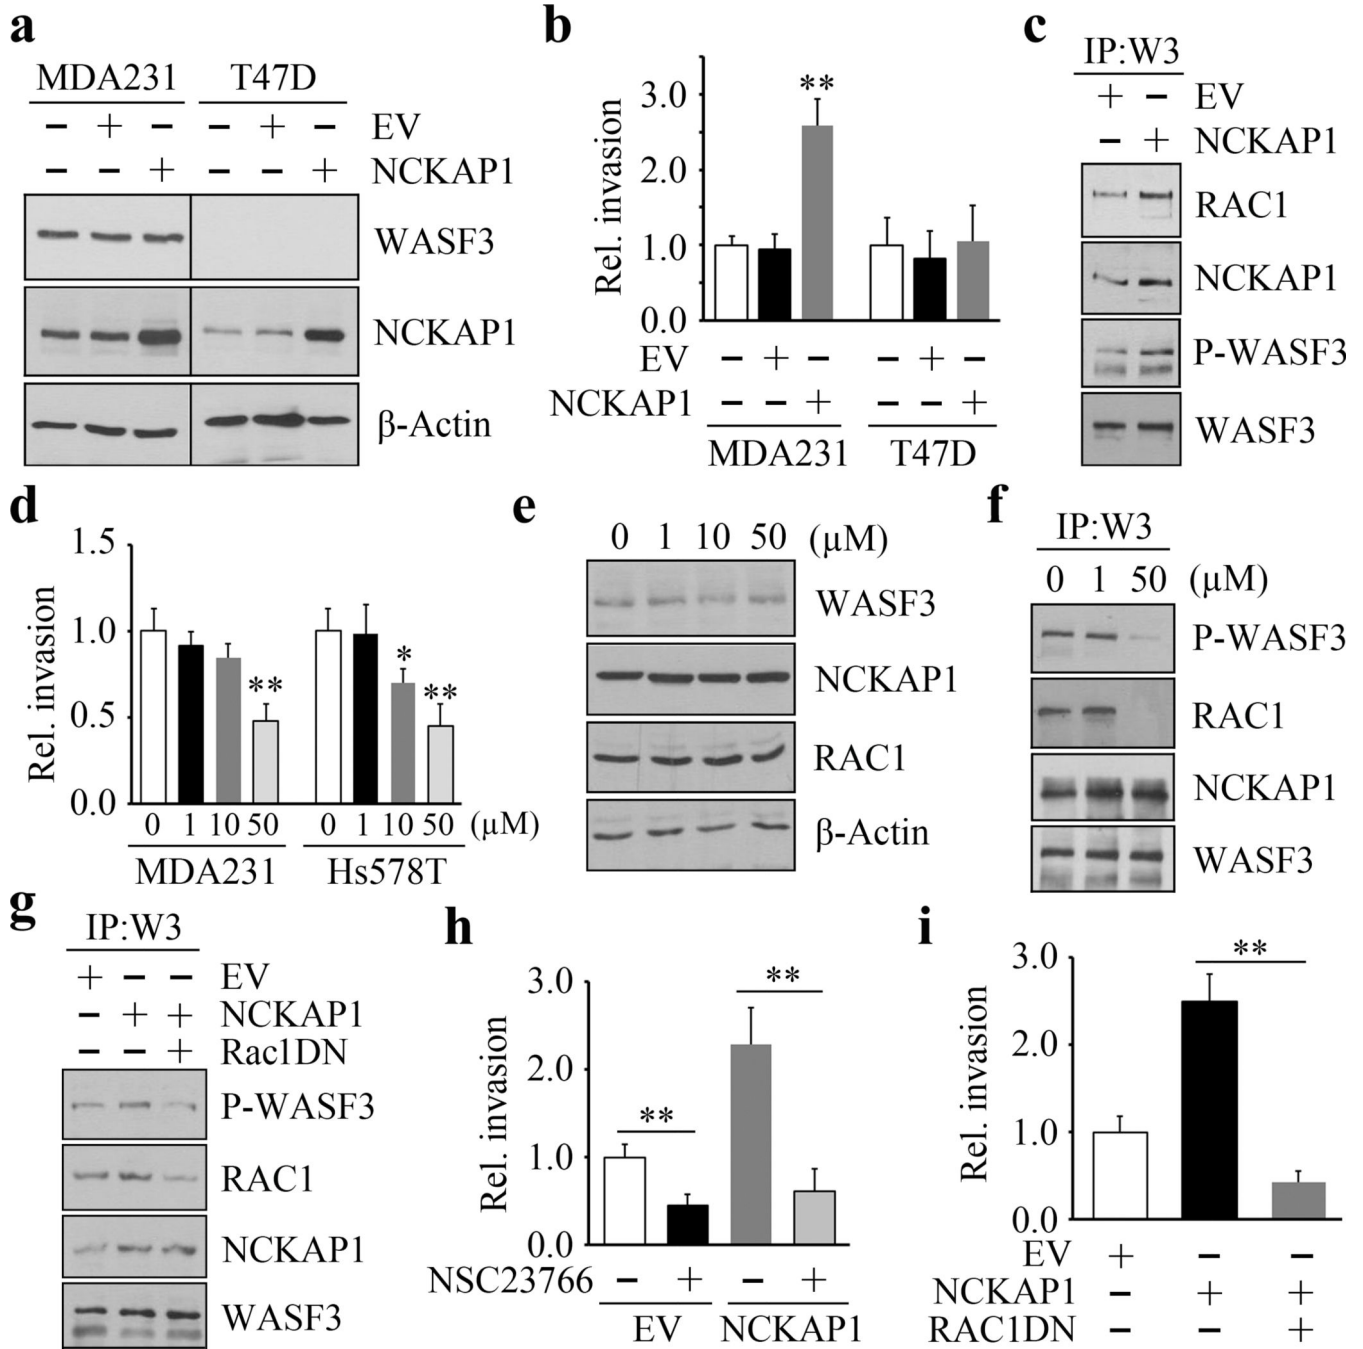 a
MDA231 T47D
− + − − + − EV
− − + − − + NCKAP1
WASF3
NCKAP1
β-Actin
b
Rel. invasion
3.0
2.0
1.0
0.0
**
EV − + − − + −
NCKAP1 − − + − − +
MDA231 T47D
c
IP:W3
+ − EV
− + NCKAP1
RAC1
NCKAP1
P-WASF3
WASF3
d
Rel. invasion
1.5
1.0
0.5
0.0
** * **
0 1 10 50 0 1 10 50 (µM)
MDA231 Hs578T
e
0 1 10 50 (µM)
WASF3
NCKAP1
RAC1
β-Actin
f
IP:W3
0 1 50 (µM)
P-WASF3
RAC1
NCKAP1
WASF3
g
IP:W3
+ − − EV
− + + NCKAP1
− − + Rac1DN
P-WASF3
RAC1
NCKAP1
WASF3
h
Rel. invasion
3.0
2.0
1.0
0.0
** **
NSC23766 − + − +
EV NCKAP1
i
Rel. invasion
3.0
2.0
1.0
0.0
**
EV + − −
NCKAP1 − + +
RAC1DN − − +